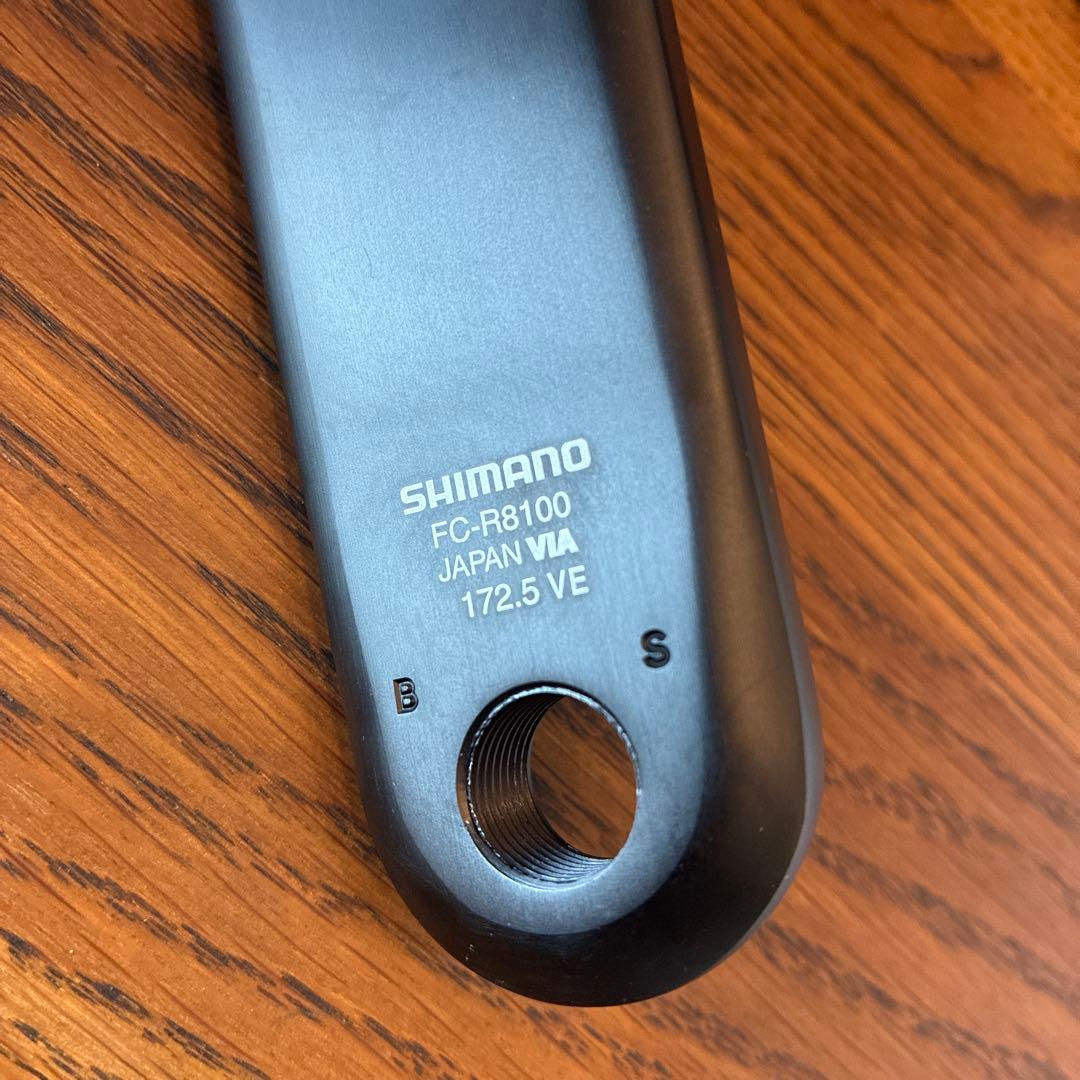 SHIMANO
FC-R8100
JAPAN VIA
172.5 VE
B S